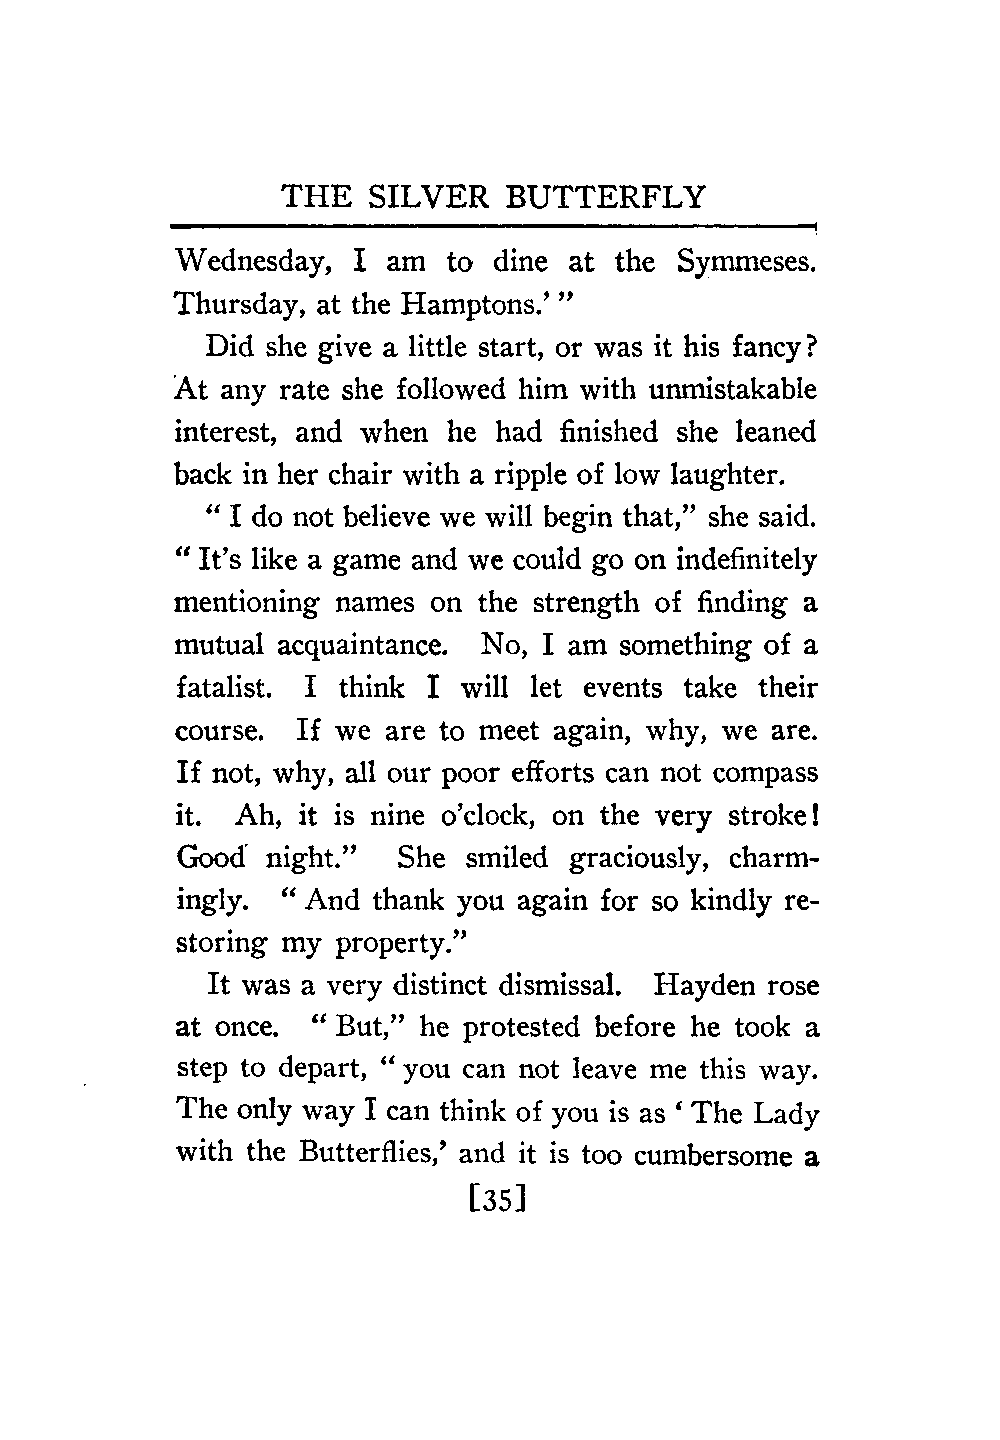 THE SILVER BUTTERFLY
Wednesday, I am to dine at the Symmeses.
Thursday, at the Hamptons.’ ”
Did she give a little start, or was it his fancy?
At any rate she followed him with unmistakable
interest, and when he had finished she leaned
back in her chair with a ripple of low laughter.
“ I do not believe we will begin that,” she said.
“ It’s like a game and we could go on indefinitely
mentioning names on the strength of finding a
mutual acquaintance. No, I am something of a
fatalist. I think I will let events take their
course. If we are to meet again, why, we are.
If not, why, all our poor efforts can not compass
it. Ah, it is nine o’clock, on the very stroke!
Good night.” She smiled graciously, charm-
ingly. “ And thank you again for so kindly re-
storing my property.”
It was a very distinct dismissal. Hayden rose
at once. “ But,” he protested before he took a
step to depart, “ you can not leave me this way.
The only way I can think of you is as ‘ The Lady
with the Butterflies,’ and it is too cumbersome a
[35]